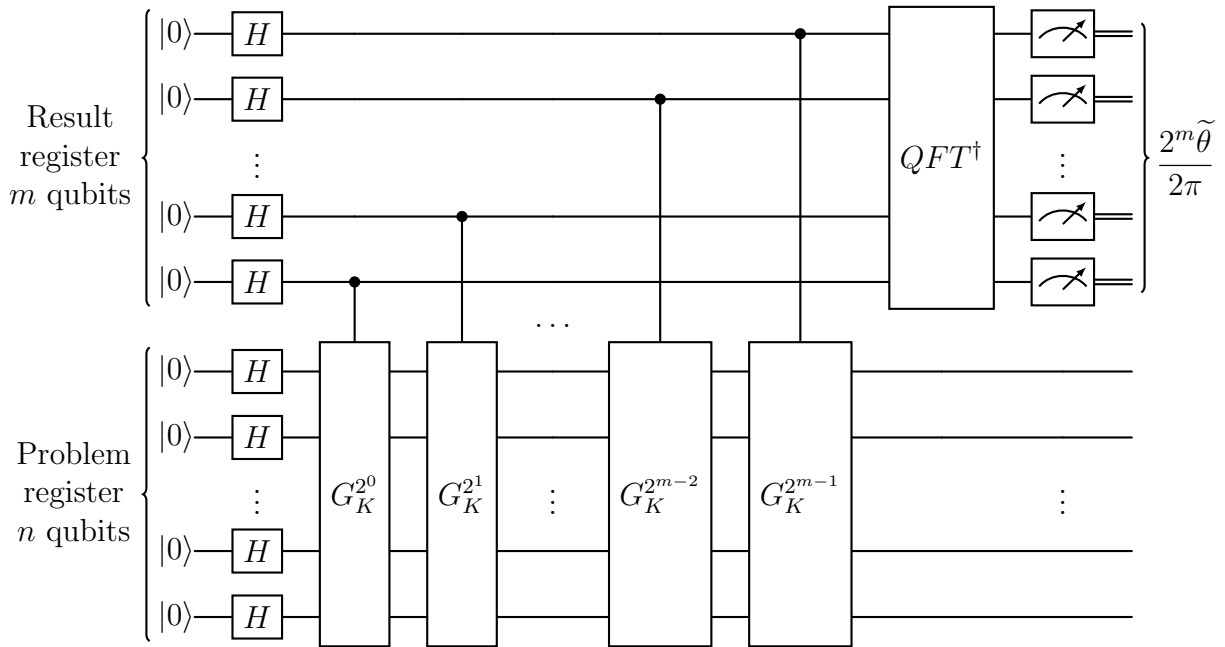 |0⟩ H
|0⟩ H
Result
register
m qubits
⋮
|0⟩ H
|0⟩ H
QFT†
⋮
2^m θ̃
2π
...
|0⟩ H
|0⟩ H
Problem
register
n qubits
⋮
|0⟩ H
|0⟩ H
G_K^{2^0} G_K^{2^1} ⋮ G_K^{2^{m-2}} G_K^{2^{m-1}} ⋮